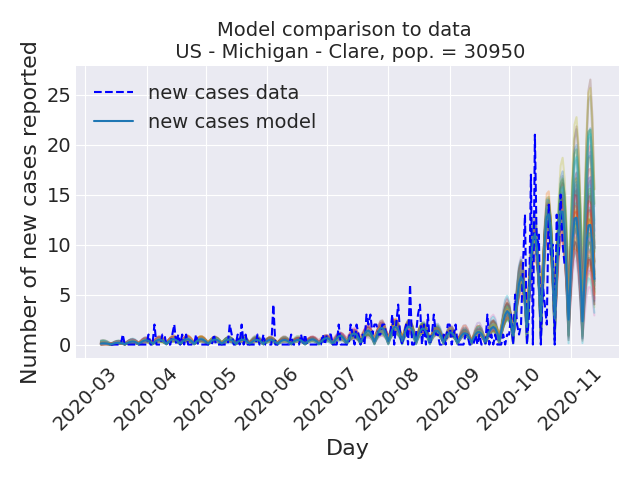 Model comparison to data
US - Michigan - Clare, pop. = 30950
Number of new cases reported
25
20
15
10
5
0
new cases data
new cases model
2020-03
2020-04
2020-05
2020-06
2020-07
2020-08
2020-09
2020-10
2020-11
Day